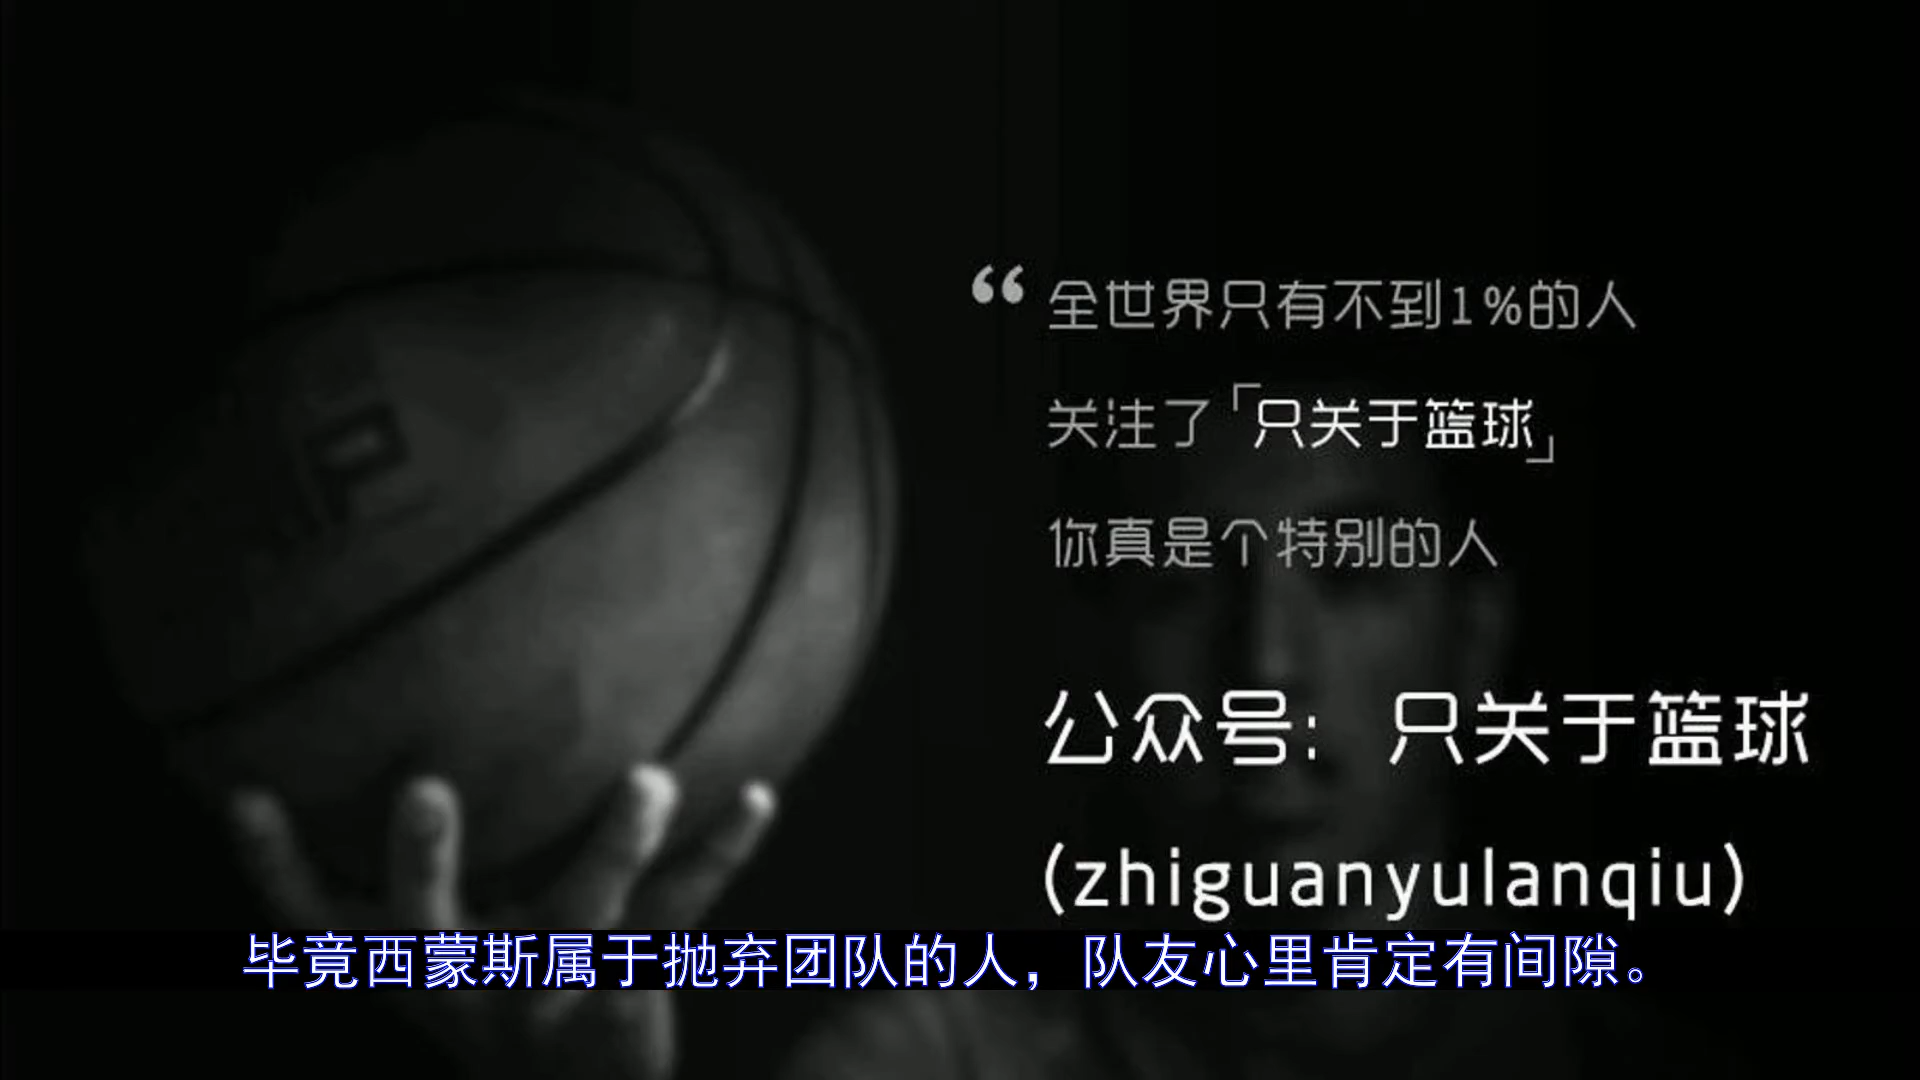 “全世界只有不到1%的人
关注了「只关于篮球」
你真是个特别的人
公众号：只关于篮球
(zhiguanyulanqiu)
毕竟西蒙斯属于抛弃团队的人，队友心里肯定有间隙。